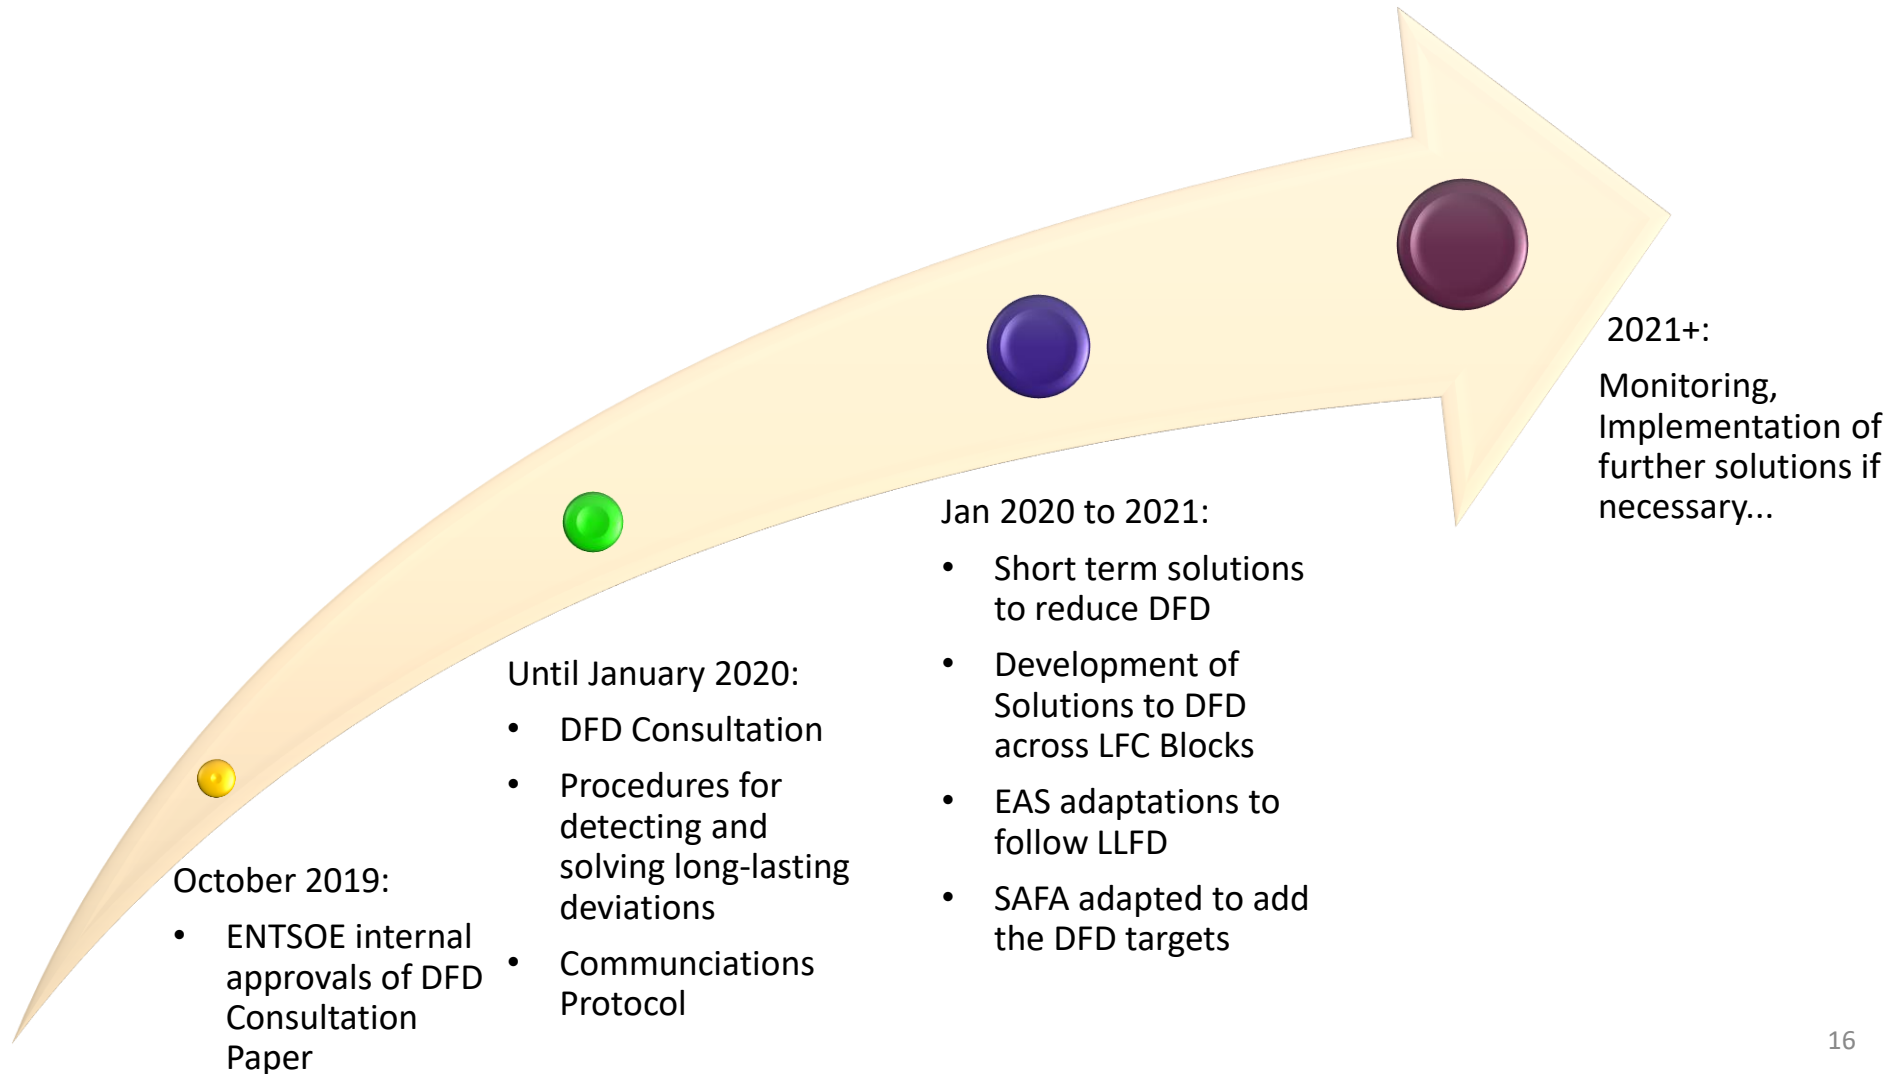 October 2019:
• ENTSOE internal
approvals of DFD
Consultation
Paper
Until January 2020:
• DFD Consultation
• Procedures for
detecting and
solving long-lasting
deviations
• Communciations
Protocol
Jan 2020 to 2021:
• Short term solutions
to reduce DFD
• Development of
Solutions to DFD
across LFC Blocks
• EAS adaptations to
follow LLFD
• SAFA adapted to add
the DFD targets
2021+:
Monitoring,
Implementation of
further solutions if
necessary...
16